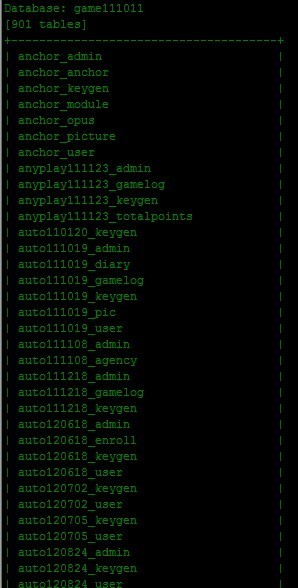 Database: game111011
[901 tables]
+---------------------------------------+
| anchor_admin |
| anchor_anchor |
| anchor_keygen |
| anchor_module |
| anchor_opus |
| anchor_picture |
| anchor_user |
| anyplay111123_admin |
| anyplay111123_gamelog |
| anyplay111123_keygen |
| anyplay111123_totalpoints |
| auto110120_keygen |
| auto111019_admin |
| auto111019_diary |
| auto111019_gamelog |
| auto111019_keygen |
| auto111019_pic |
| auto111019_user |
| auto111108_admin |
| auto111108_agency |
| auto111218_admin |
| auto111218_gamelog |
| auto111218_keygen |
| auto120618_admin |
| auto120618_enroll |
| auto120618_keygen |
| auto120618_user |
| auto120702_keygen |
| auto120702_user |
| auto120705_keygen |
| auto120705_user |
| auto120824_admin |
| auto120824_keygen |
| auto120824_user |